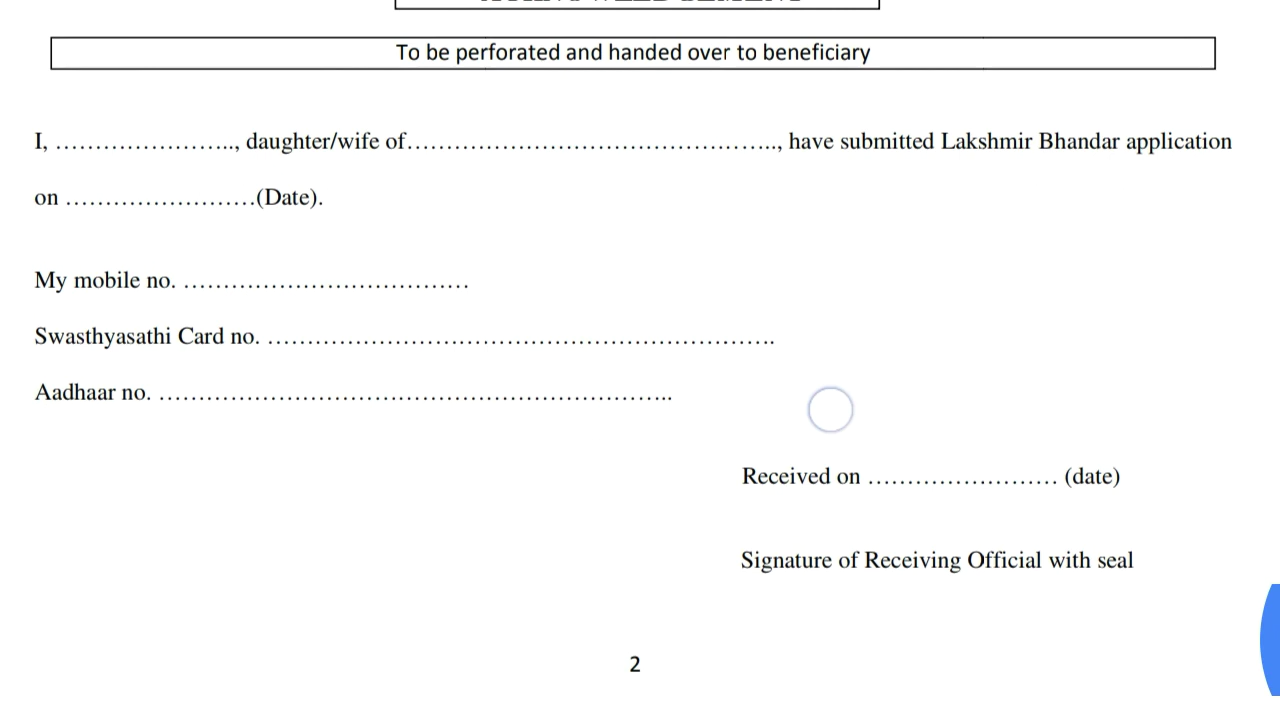 To be perforated and handed over to beneficiary
I, ………………….., daughter/wife of……………………………………….., have submitted Lakshmir Bhandar application
on ……………………(Date).
My mobile no. ………………………………
Swasthyasathi Card no. ……………………………………………………….
Aadhaar no. ………………………………………………………..
Received on …………………… (date)
Signature of Receiving Official with seal
2